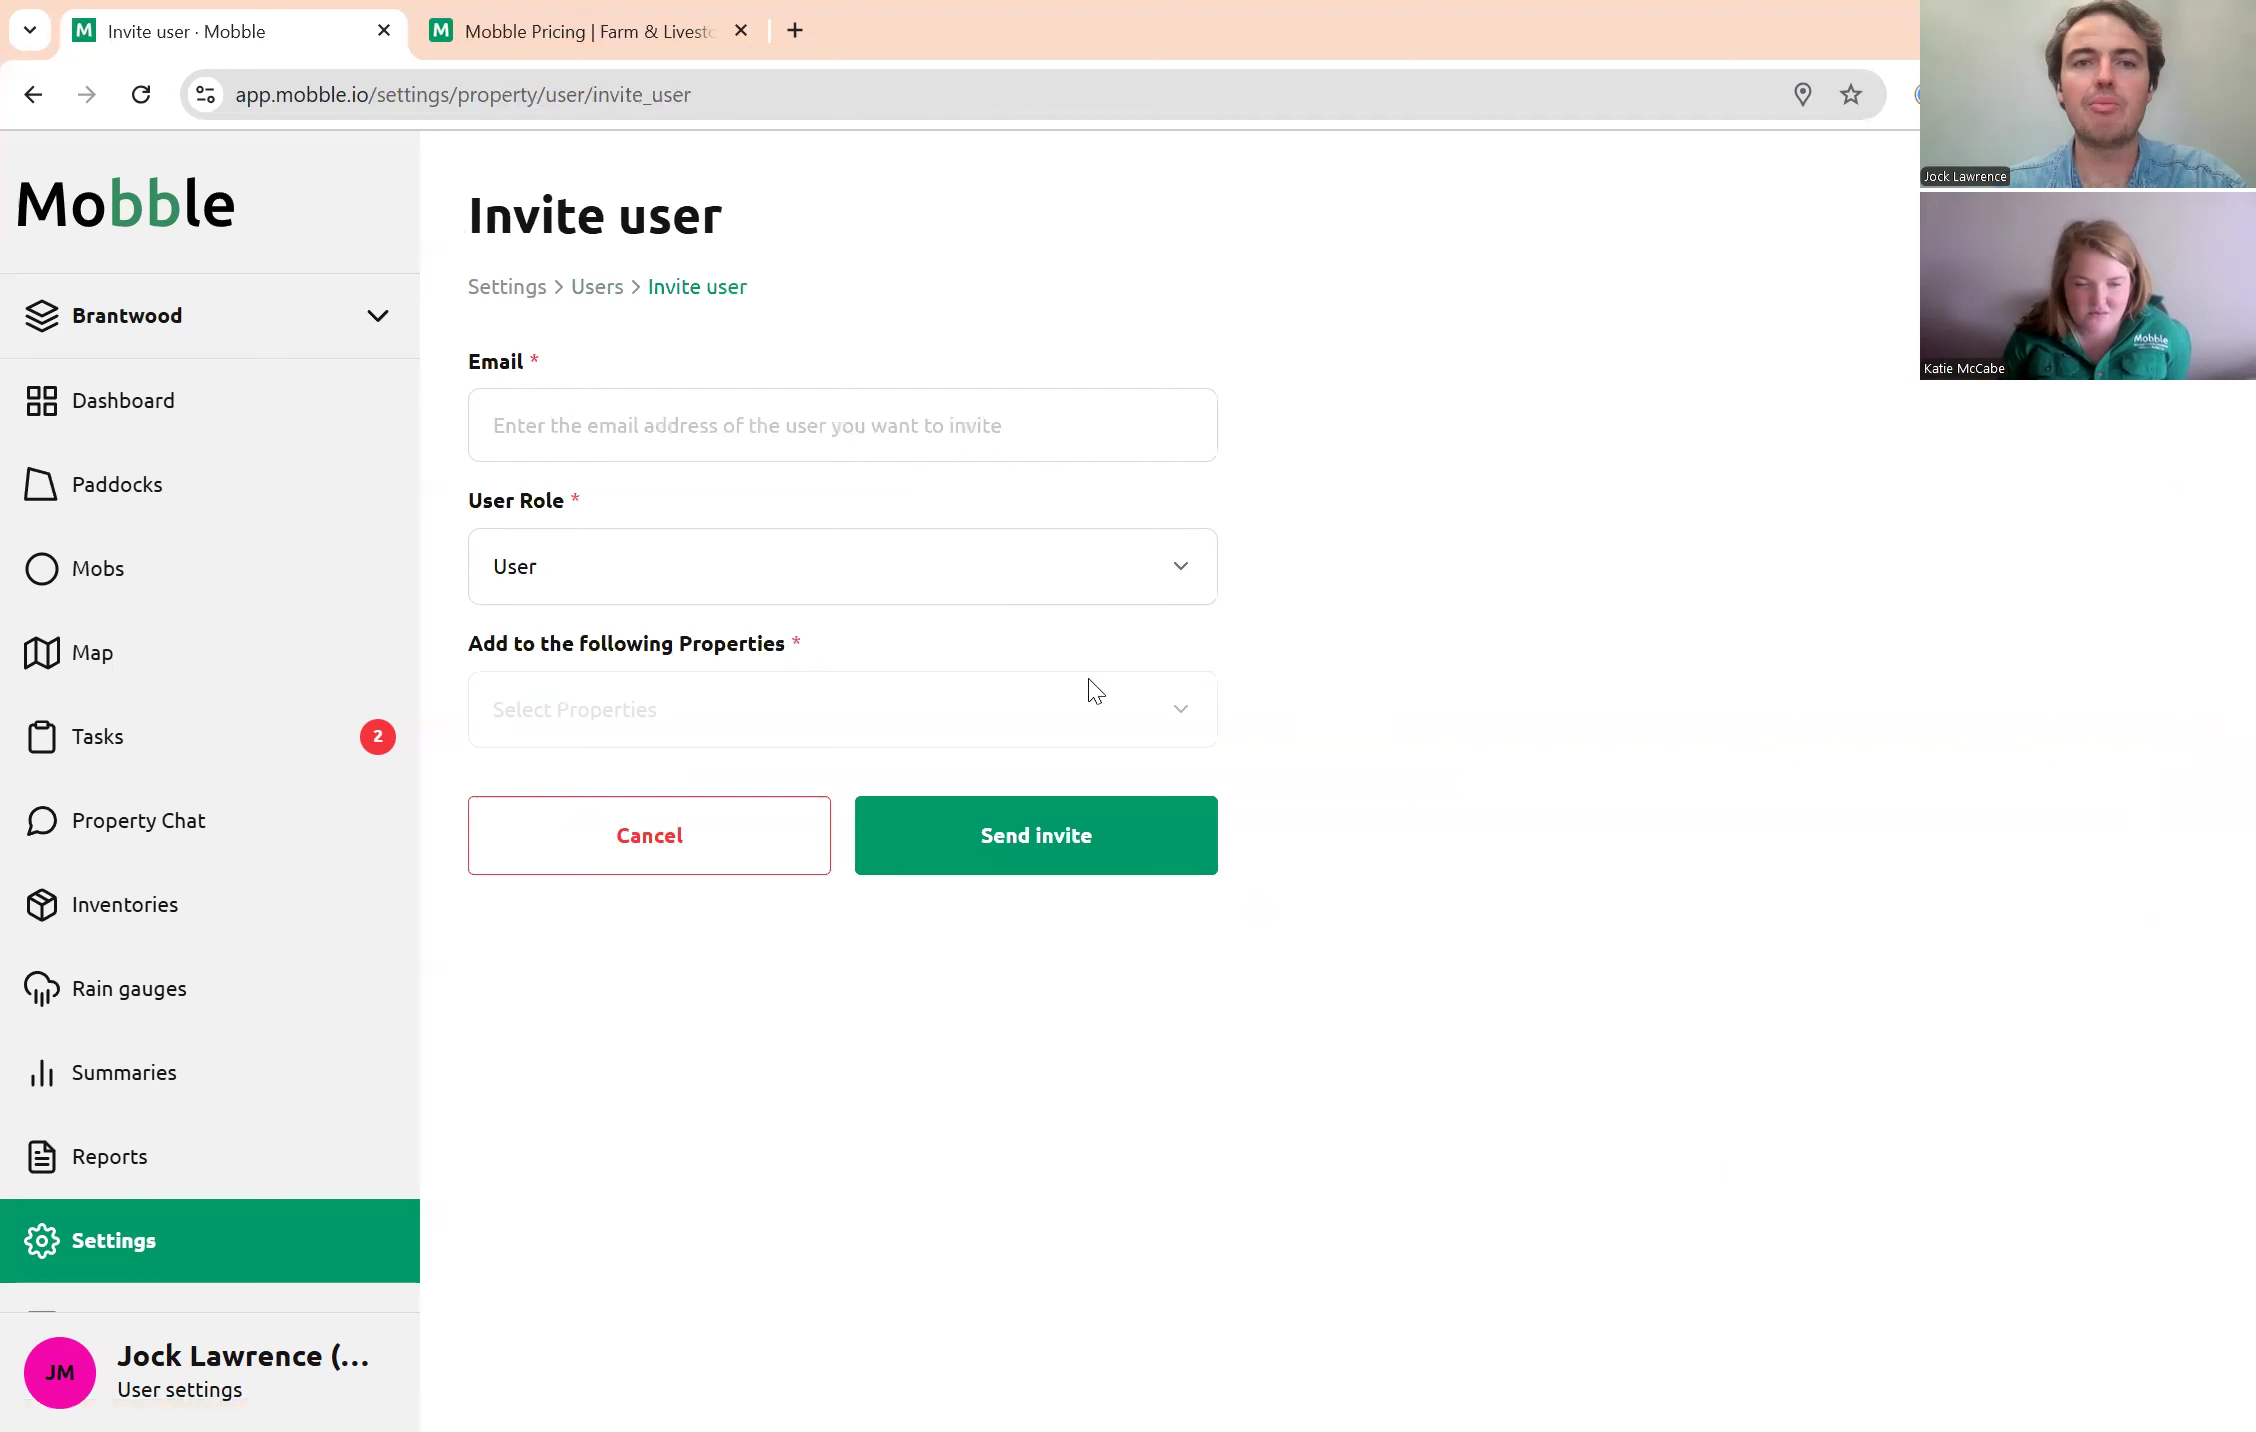 Invite user · Mobble
Mobble Pricing | Farm & Livesto
app.mobble.io/settings/property/user/invite_user
Jock Lawrence
Mobble
Katie McCabe
Mobble
Brantwood
Dashboard
Paddocks
Mobs
Map
Tasks
2
Property Chat
Inventories
Rain gauges
Summaries
Reports
Settings
JM
Jock Lawrence (...
User settings
Invite user
Settings > Users > Invite user
Email *
Enter the email address of the user you want to invite
User Role *
User
Add to the following Properties *
Select Properties
Cancel
Send invite